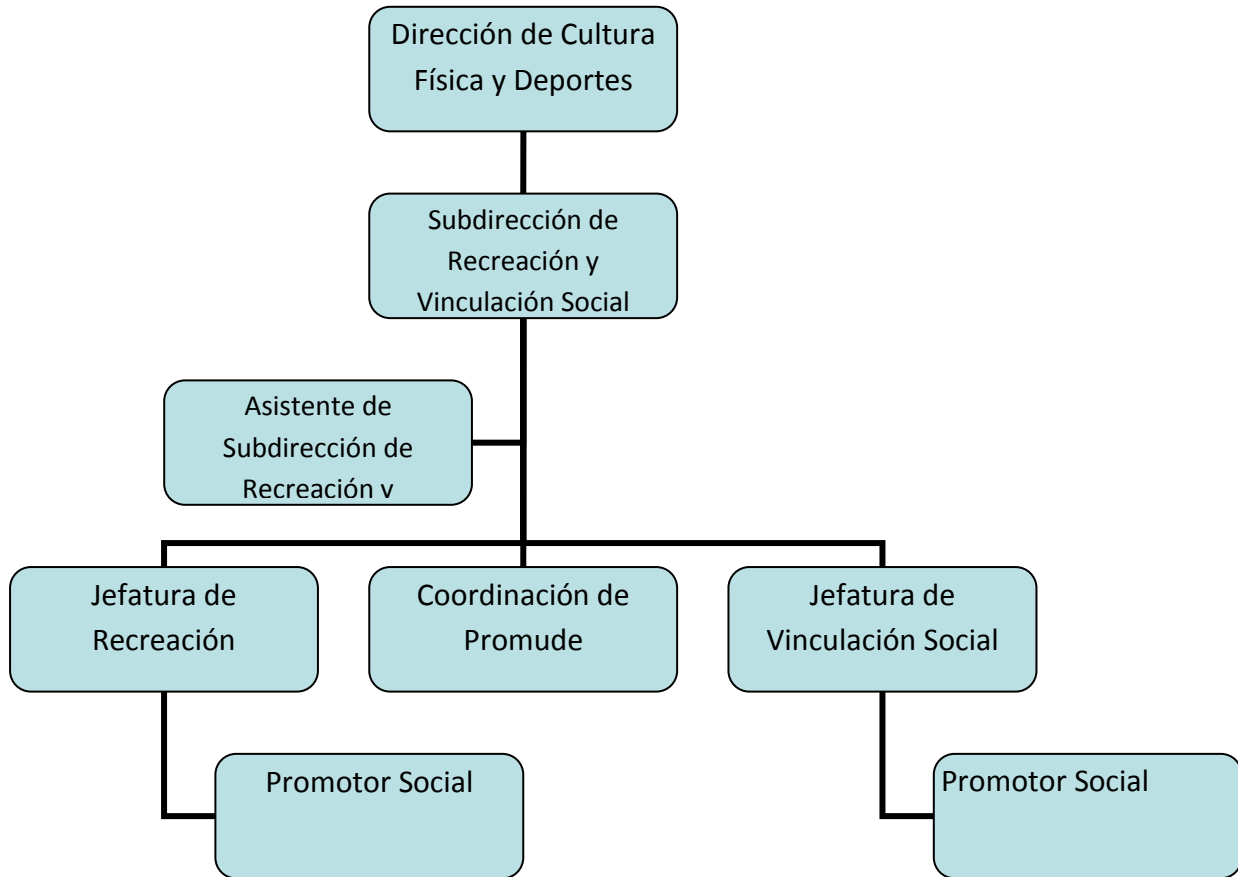 Dirección de Cultura
Física y Deportes
Subdirección de
Recreación y
Vinculación Social
Asistente de
Subdirección de
Recreación y
Jefatura de
Recreación
Coordinación de
Promude
Jefatura de
Vinculación Social
Promotor Social
Promotor Social